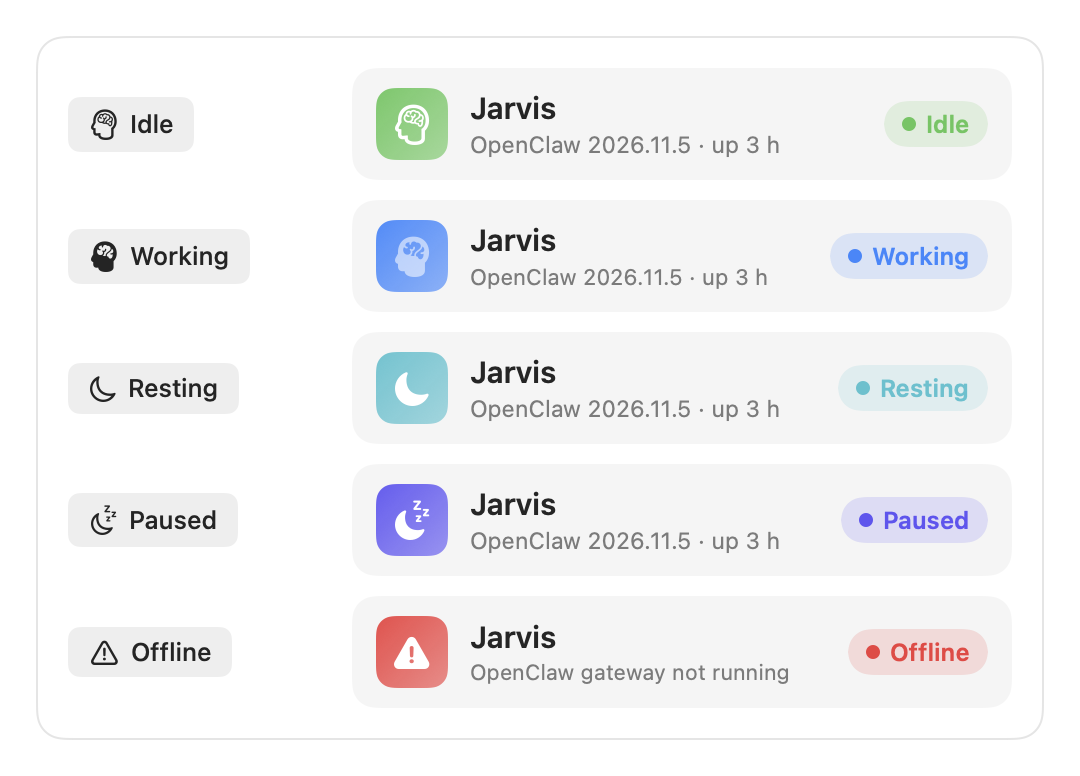 Idle
Jarvis
OpenClaw 2026.11.5 · up 3 h
Idle
Working
Jarvis
OpenClaw 2026.11.5 · up 3 h
Working
Resting
Jarvis
OpenClaw 2026.11.5 · up 3 h
Resting
zzz
Paused
zzz
Jarvis
OpenClaw 2026.11.5 · up 3 h
Paused
Offline
Jarvis
OpenClaw gateway not running
Offline